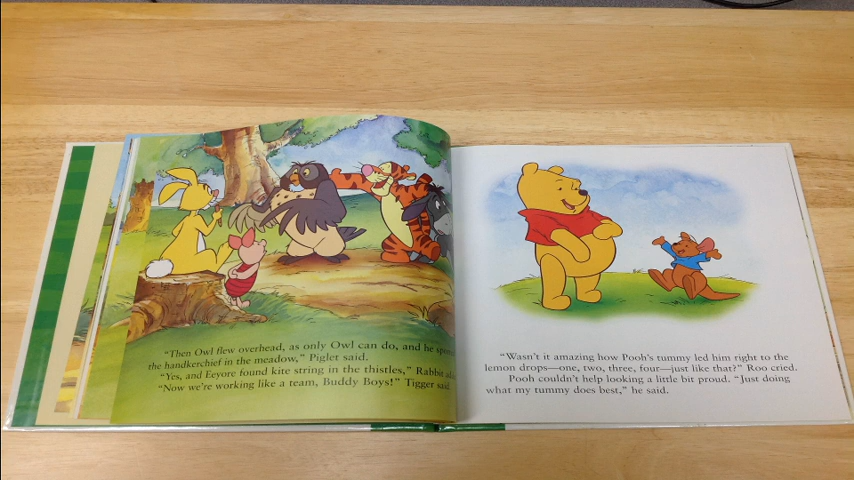 "Then Owl flew overhead, as only Owl can do, and he
the handkerchief in the meadow," Piglet said.
"Yes, and Eeyore found kite string in the thistles," Rabbit
"Now we're working like a team, Buddy Boys!" Tigger said.
"Wasn't it amazing how Pooh's tummy led him right to the
lemon drops—one, two, three, four—just like that?" Roo cried.
Pooh couldn't help looking a little bit proud. "Just doing
what my tummy does best," he said.